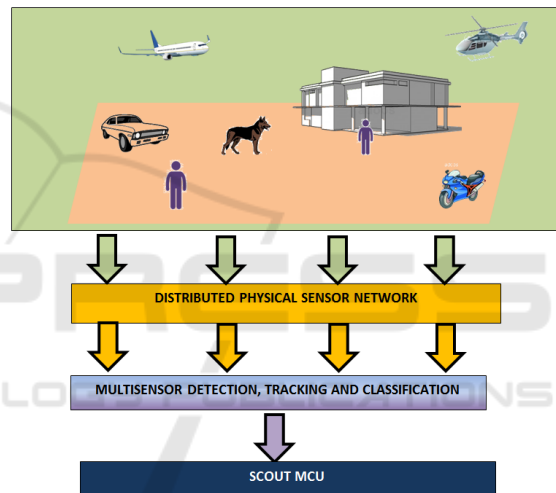 DISTRIBUTED PHYSICAL SENSOR NETWORK
MULTISENSOR DETECTION, TRACKING AND CLASSIFICATION
SCOUT MCU